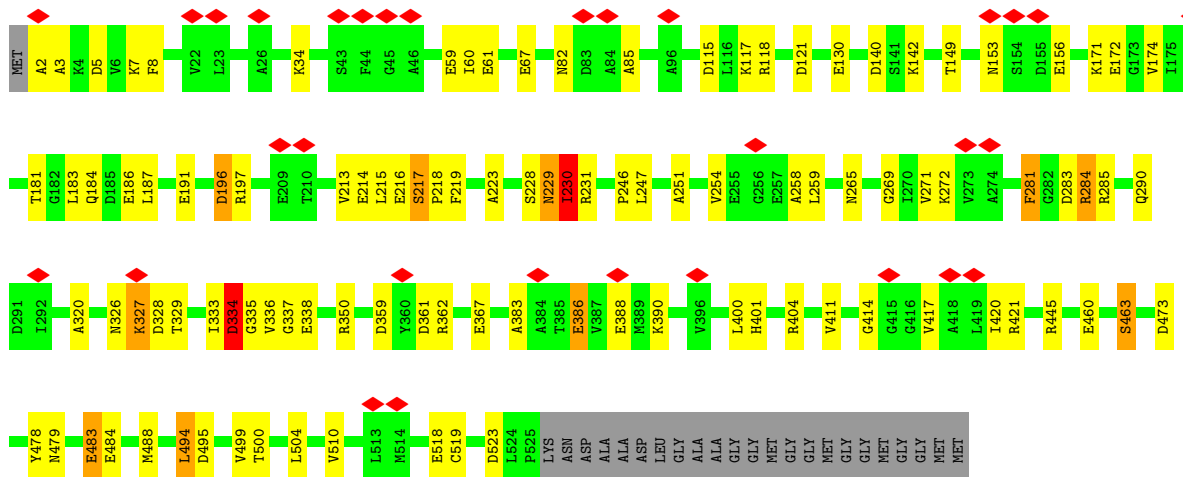 MET A2 A3 K4 D5 V6 K7 F8 V22 L23 A26 K34 S43 F44 G45 A46 E59 I60 E61 E67 N82 D83 A84 A85 A96 D115 L116 K117 R118 D121 E130 D140 S141 K142 T149 N153 S154 D155 E156 K171 E172 G173 V174 I175
T181 G182 L183 Q184 D185 E186 L187 E191 D196 R197 E209 T210 V213 E214 L215 E216 S217 P218 F219 A223 S228 N229 I230 R231 P246 L247 A251 V254 E255 G256 E257 A258 L259 N265 G269 I270 V271 K272 V273 A274 F281 G282 D283 R284 R285 Q290
D291 I292 A320 N326 K327 D328 T329 I333 D334 G335 V336 G337 E338 R350 D359 Y360 D361 R362 E367 A383 A384 T385 E386 V387 E388 M389 K390 V396 L400 H401 R404 V411 G414 G415 G416 V417 A418 L419 I420 R421 R445 E460 S463 D473
Y478 N479 E483 E484 M488 L494 D495 V499 T500 L504 V510 L513 M514 E518 C519 D523 L524 P525 LYS ASN ASP ALA ALA ASP LEU GLY ALA ALA GLY GLY MET GLY GLY MET GLY GLY MET GLY GLY MET MET